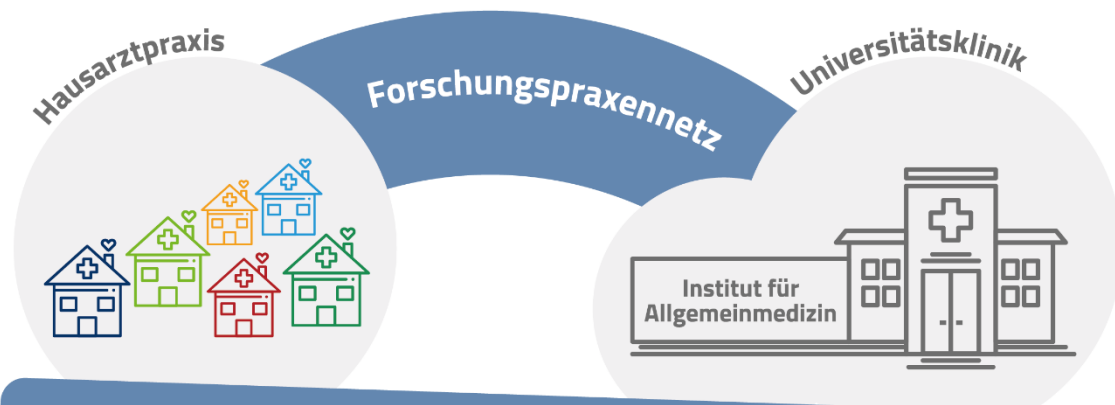 Hausarztpraxis
Forschungspraxennetz
Universitätsklinik
Institut für
Allgemeinmedizin